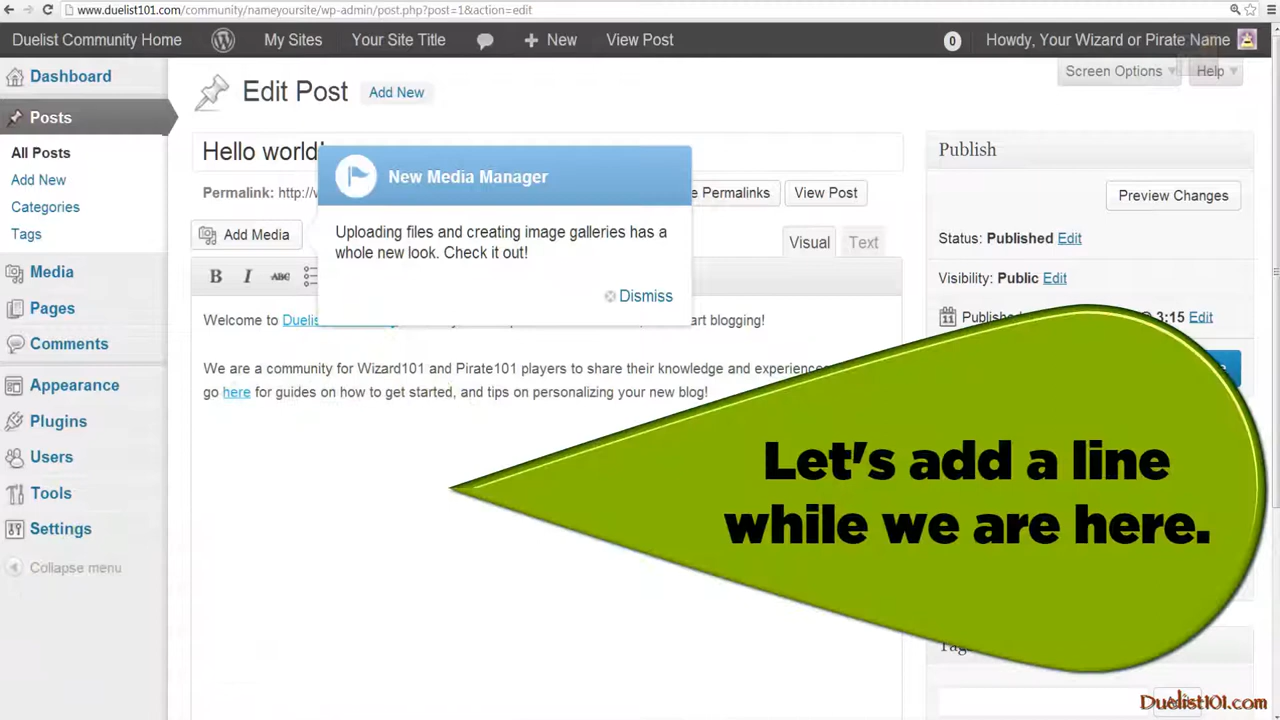 www.duelist101.com/community/nameyoursite/wp-admin/post.php?post=1&action=edit
Duelist Community Home My Sites Your Site Title + New View Post 0 Howdy, Your Wizard or Pirate Name
Screen Options Help
Dashboard
Posts
All Posts
Add New
Categories
Tags
Media
Pages
Comments
Appearance
Plugins
Users
Tools
Settings
Collapse menu
Edit Post Add New
Hello world!
Permalink: http:// Permalinks View Post
New Media Manager
Uploading files and creating image galleries has a
whole new look. Check it out!
Dismiss
Add Media Visual Text
B I ABC
Welcome to blogging!
We are a community for Wizard101 and Pirate101 players to share their knowledge and
go here for guides on how to get started, and tips on personalizing your new blog!
Publish
Preview Changes
Status: Published Edit
Visibility: Public Edit
11 3:15 Edit
Let's add a line
while we are here.
Duelist101.com